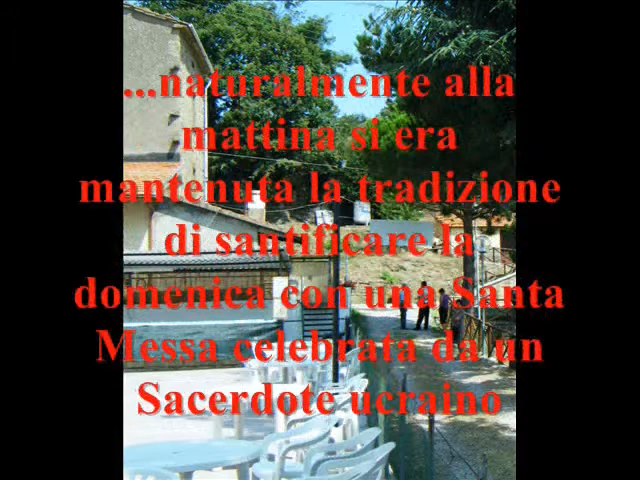 ...naturalmente alla
mattina si era
mantenuta la tradizione
di santificare la
domenica con una Santa
Messa celebrata da un
Sacerdote ucraino